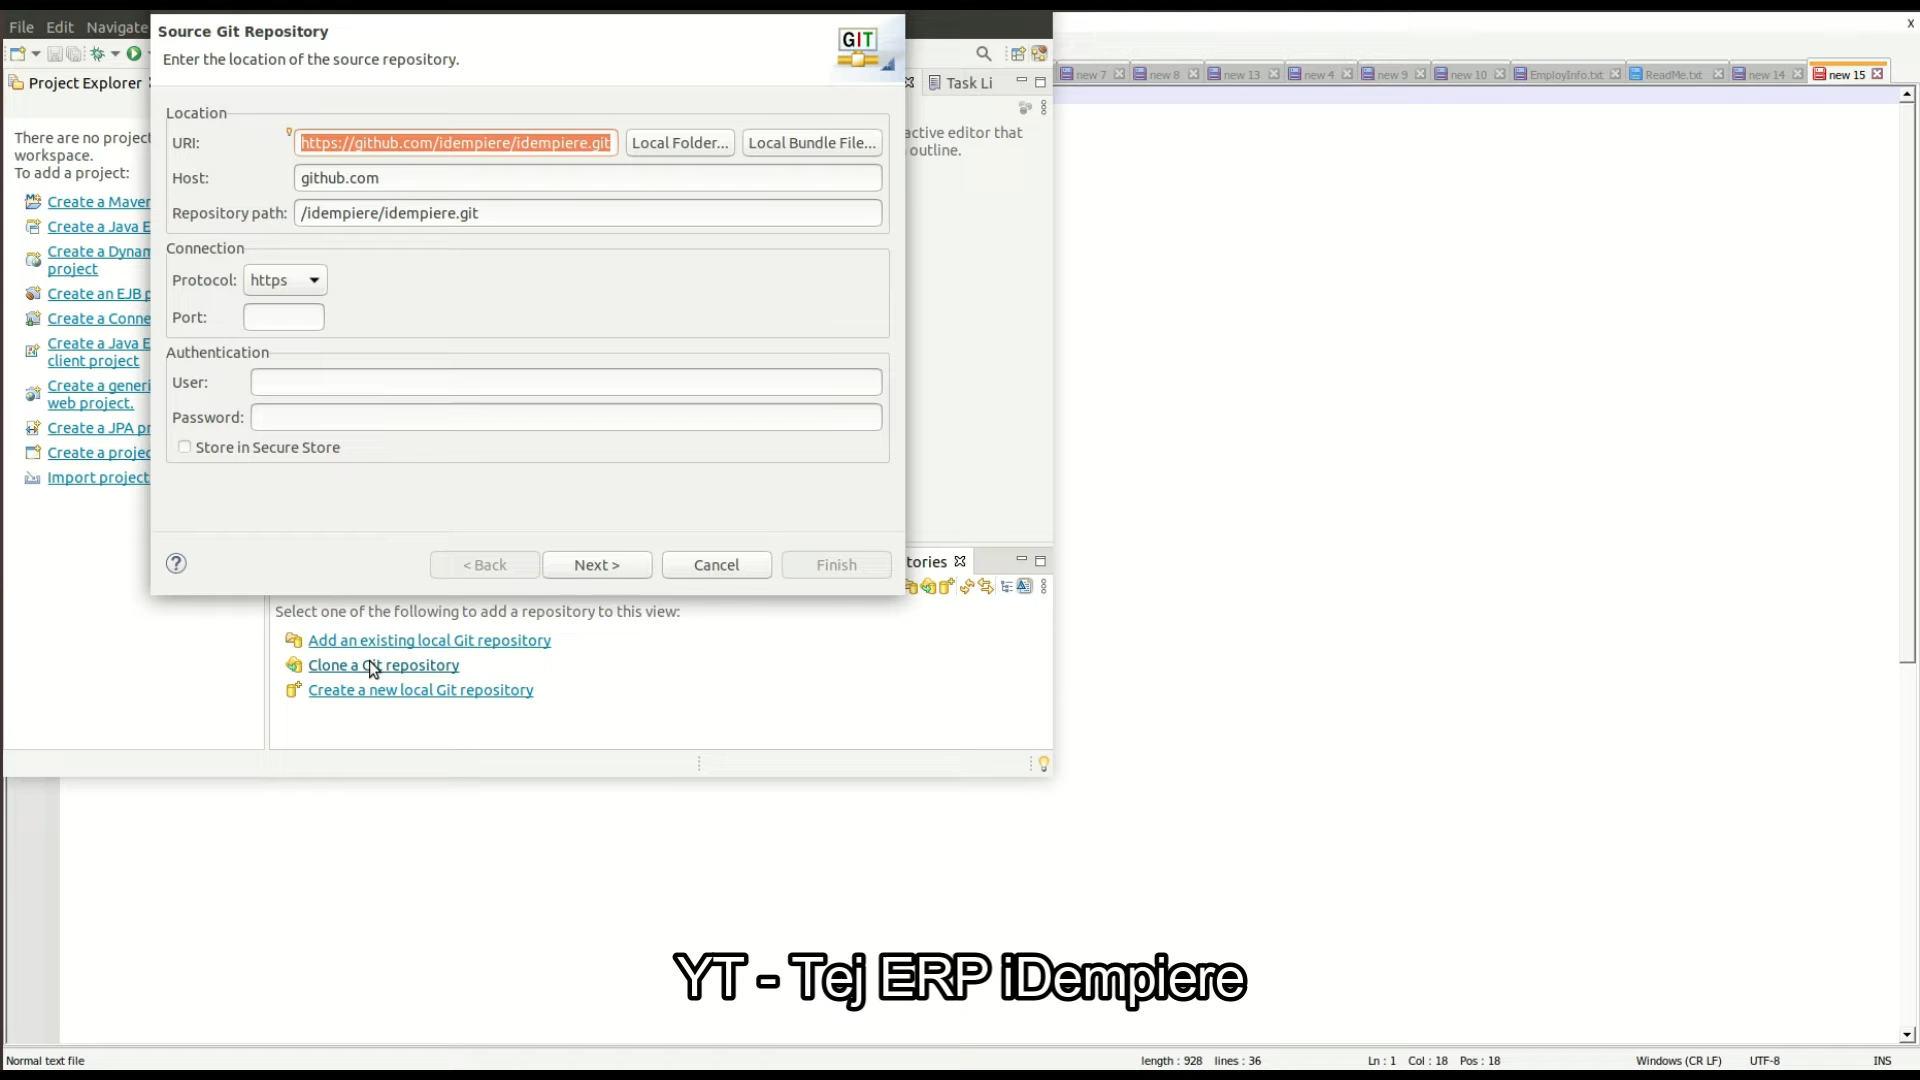 File Edit Navigate
Source Git Repository
Enter the location of the source repository.
GIT
Project Explorer
Task Li
new 7
new 8
new 13
new 4
new 9
new 10
EmployInfo.txt
ReadMe.txt
new 14
new 15
There are no project
workspace.
To add a project:
Create a Maven
Create a Java E
Create a Dynam
project
Create an EJB p
Create a Conne
Create a Java E
client project
Create a generi
web project.
Create a JPA pr
Create a projec
Import project
Location
URI: https://github.com/idempiere/idempiere.git Local Folder... Local Bundle File...
Host: github.com
Repository path: /idempiere/idempiere.git
Connection
Protocol: https
Port:
Authentication
User:
Password:
Store in Secure Store
< Back Next > Cancel Finish
active editor that
outline.
tories
Select one of the following to add a repository to this view:
Add an existing local Git repository
Clone a Git repository
Create a new local Git repository
YT - Tej ERP iDempiere
Normal text file length : 928 lines : 36 Ln : 1 Col : 18 Pos : 18 Windows (CR LF) UTF-8 INS